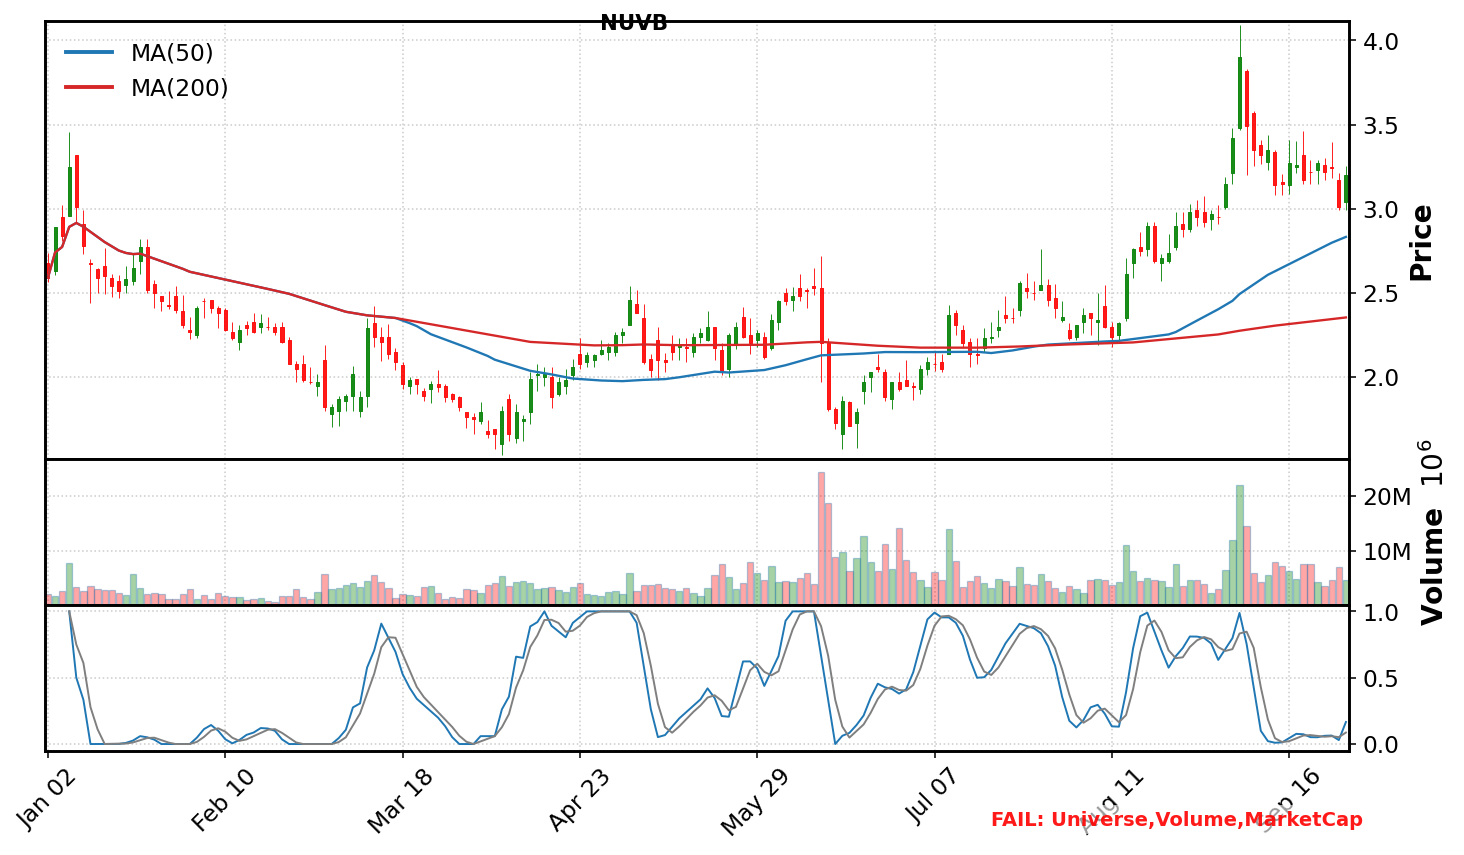 NUVB
MA(50)
MA(200)
4.0
3.5
3.0
2.5
2.0
Price
20M
10M
Volume 10⁶
1.0
0.5
0.0
Jan 02
Feb 10
Mar 18
Apr 23
May 29
Jul 07
Aug 11
Sep 16
FAIL: Universe,Volume,MarketCap